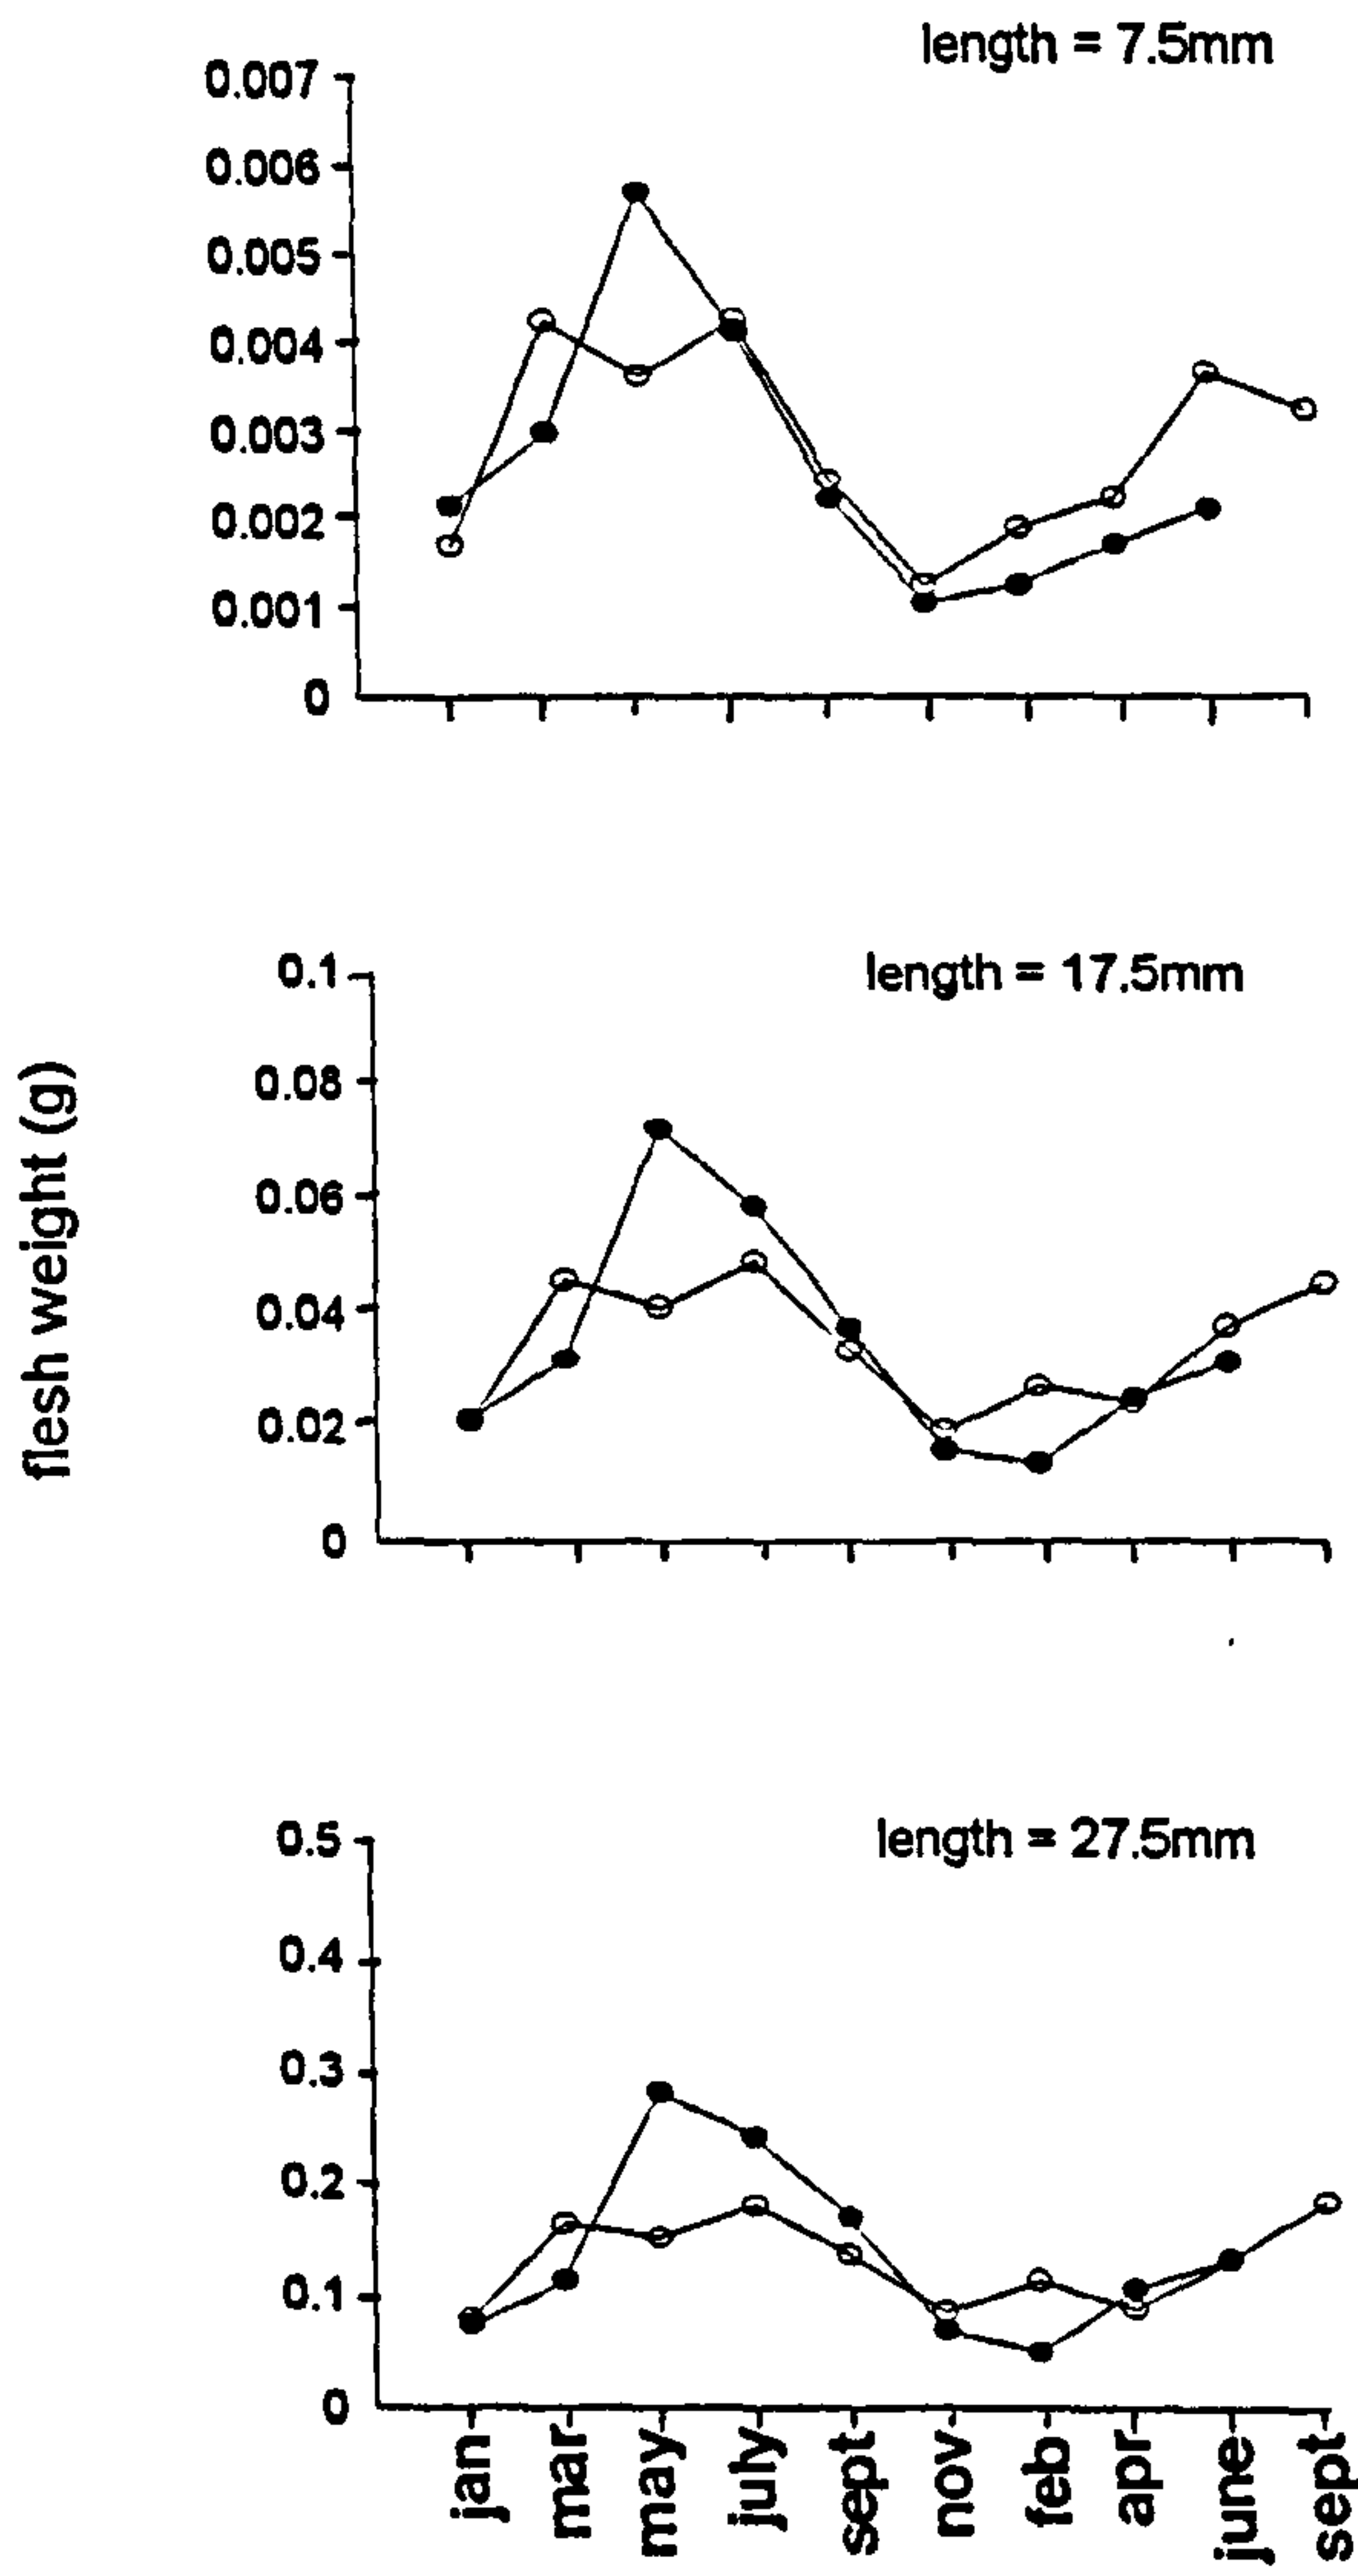 length = 7.5mm
0.007
0.006
0.005
0.004
0.003
0.002
0.001
0
length = 17.5mm
0.1
0.08
0.06
0.04
0.02
0
flesh weight (g)
length = 27.5mm
0.5
0.4
0.3
0.2
0.1
0
jan
mar
may
july
sept
nov
feb
apr
june
sept